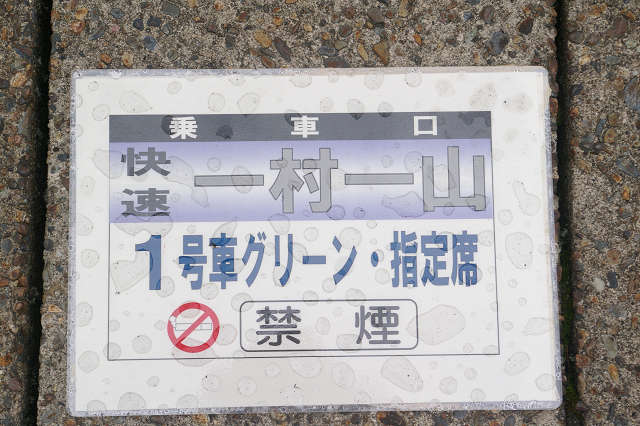 乗車口
快速 一村一山
1号車グリーン・指定席
禁煙